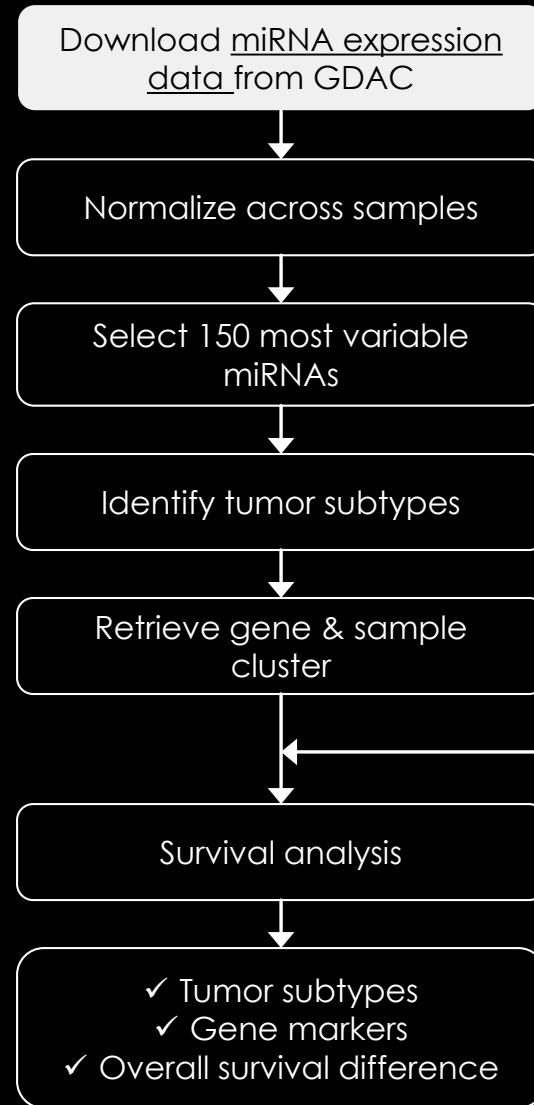 Download miRNA expression
data from GDAC
Normalize across samples
Select 150 most variable
miRNAs
Identify tumor subtypes
Retrieve gene & sample
cluster
Survival analysis
✓ Tumor subtypes
✓ Gene markers
✓ Overall survival difference